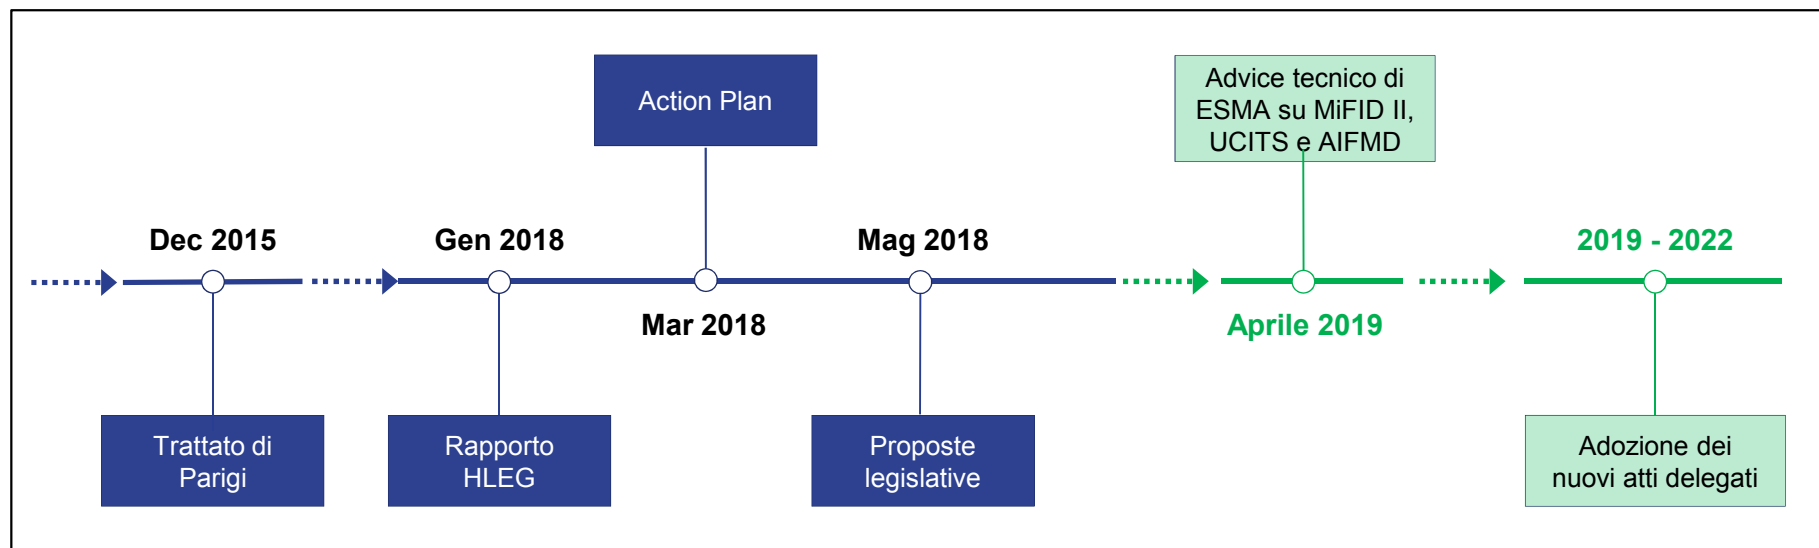 Action Plan
Advice tecnico di
ESMA su MiFID II,
UCITS e AIFMD
Dec 2015
Gen 2018
Mag 2018
2019 - 2022
Mar 2018
Aprile 2019
Trattato di
Parigi
Rapporto
HLEG
Proposte
legislative
Adozione dei
nuovi atti delegati